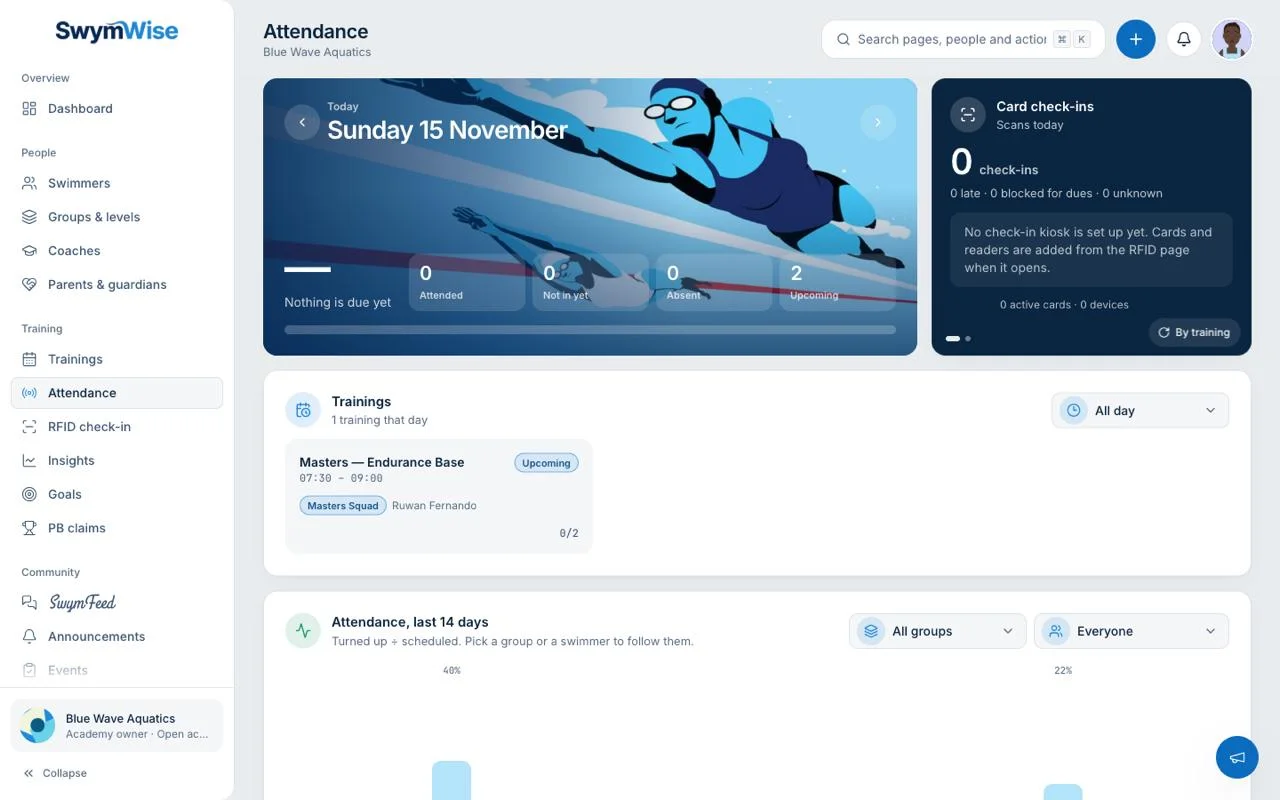 SwymWise
Overview
Dashboard
People
Swimmers
Groups & levels
Coaches
Parents & guardians
Training
Trainings
Attendance
RFID check-in
Insights
Goals
PB claims
Community
SwymFeed
Announcements
Events
Blue Wave Aquatics
Academy owner · Open ac...
Collapse
Attendance
Blue Wave Aquatics
Search pages, people and action
⌘ K
Today
Sunday 15 November
—
Nothing is due yet
0
Attended
0
Not in yet
0
Absent
2
Upcoming
Card check-ins
Scans today
0 check-ins
0 late · 0 blocked for dues · 0 unknown
No check-in kiosk is set up yet. Cards and
readers are added from the RFID page
when it opens.
0 active cards · 0 devices
By training
Trainings
1 training that day
All day
Masters — Endurance Base
Upcoming
07:30 – 09:00
Masters Squad Ruwan Fernando
0/2
Attendance, last 14 days
Turned up ÷ scheduled. Pick a group or a swimmer to follow them.
All groups
Everyone
40%
22%